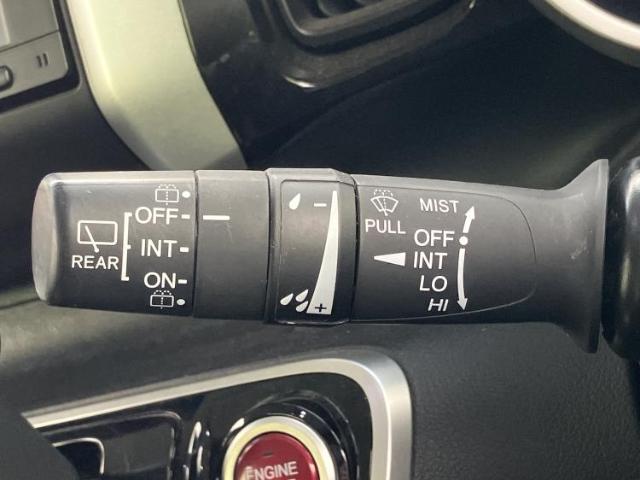 REAR
OFF
INT
ON
−
+
PULL
MIST
OFF
INT
LO
HI
ENGINE